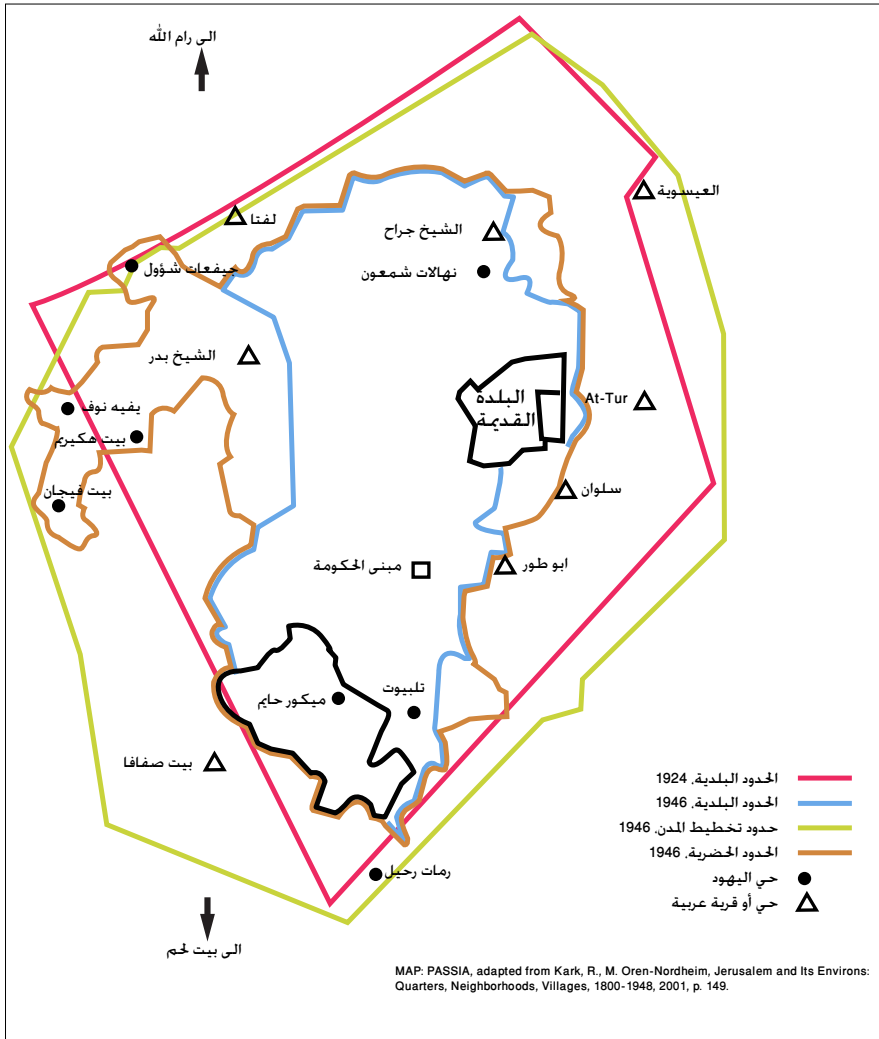 الى رام الله
العيسوية
لفتا
الشيخ جراح
جيفعات شؤول
نهالات شمعون
الشيخ بدر
البلدة
القديمة
At-Tur
يفيه نوف
بيت هكيرم
بيت فيجان
سلوان
ابو طور
مبنى الحكومة
تلبيوت
ميكور حايم
بيت صفافا
رمات رحيل
الى بيت لحم
الحدود البلدية، 1924
الحدود البلدية، 1946
حدود تخطيط المدن، 1946
الحدود الحضرية، 1946
حي اليهود
حي أو قرية عربية
MAP: PASSIA, adapted from Kark, R., M. Oren-Nordheim, Jerusalem and Its Environs:
Quarters, Neighborhoods, Villages, 1800-1948, 2001, p. 149.